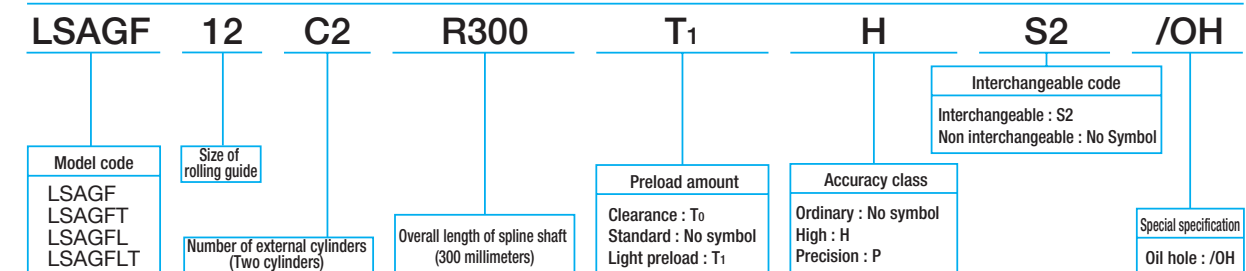 LSAGF 12 C2 R300 T1 H S2 /OH
Interchangeable code
Interchangeable : S2
Non interchangeable : No Symbol
Model code
LSAGF
LSAGFT
LSAGFL
LSAGFLT
Size of
rolling guide
Number of external cylinders
(Two cylinders)
Overall length of spline shaft
(300 millimeters)
Preload amount
Clearance : T0
Standard : No symbol
Light preload : T1
Accuracy class
Ordinary : No symbol
High : H
Precision : P
Special specification
Oil hole : /OH